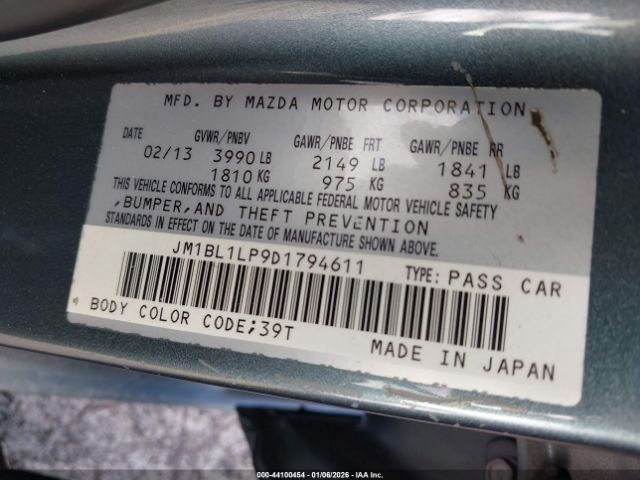 MFD. BY MAZDA MOTOR CORPORATION
DATE GVWR/PNBV GAWR/PNBE FRT GAWR/PNBE RR
02/13 3990 LB 2149 LB 1841 LB
1810 KG 975 KG 835 KG
THIS VEHICLE CONFORMS TO ALL APPLICABLE FEDERAL MOTOR VEHICLE SAFETY
,BUMPER,AND THEFT PREVENTION
STANDARDS IN EFFECT ON THE DATE OF MANUFACTURE SHOWN ABOVE.
JM1BL1LP9D1794611 TYPE: PASS CAR
BODY COLOR CODE;39T
MADE IN JAPAN
000-44100454 - 01/06/2026 - IAA Inc.